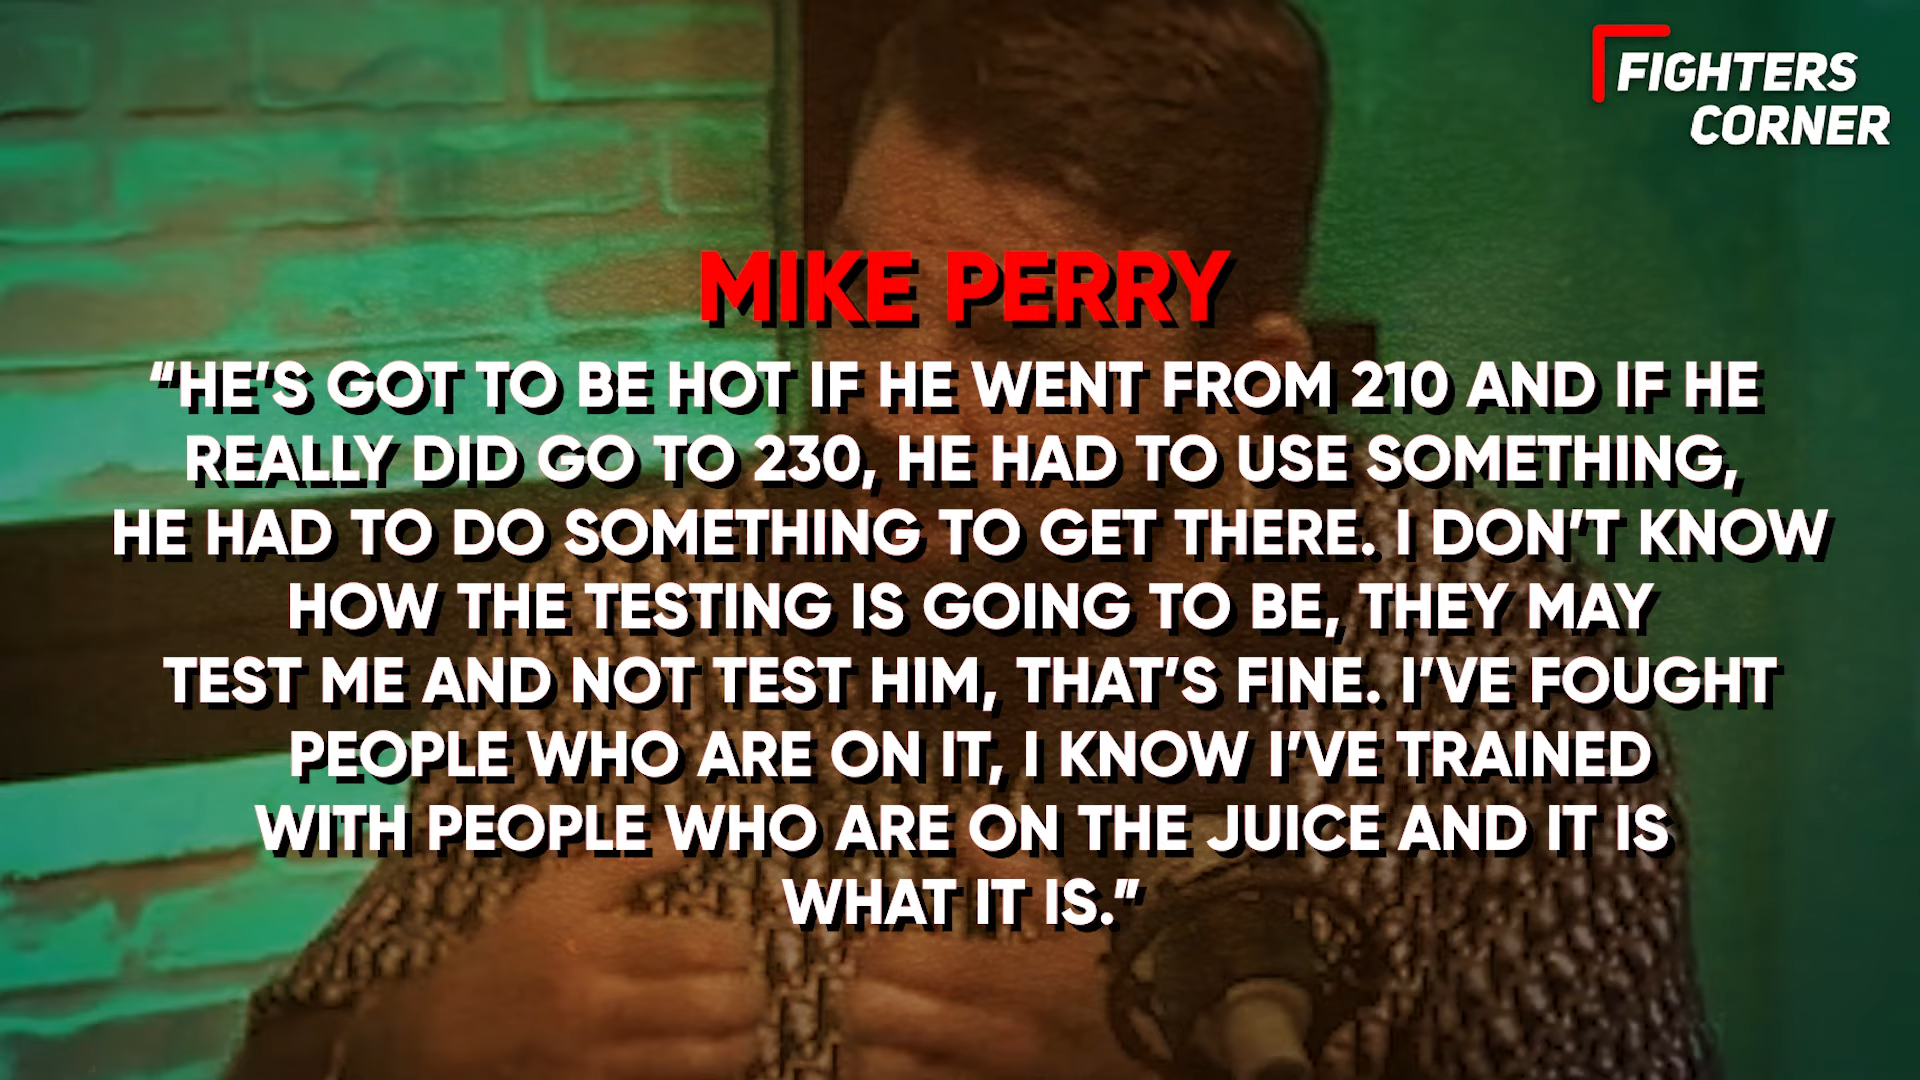 FIGHTERS
CORNER
MIKE PERRY
“HE’S GOT TO BE HOT IF HE WENT FROM 210 AND IF HE
REALLY DID GO TO 230, HE HAD TO USE SOMETHING,
HE HAD TO DO SOMETHING TO GET THERE. I DON’T KNOW
HOW THE TESTING IS GOING TO BE, THEY MAY
TEST ME AND NOT TEST HIM, THAT’S FINE. I’VE FOUGHT
PEOPLE WHO ARE ON IT, I KNOW I’VE TRAINED
WITH PEOPLE WHO ARE ON THE JUICE AND IT IS
WHAT IT IS.”